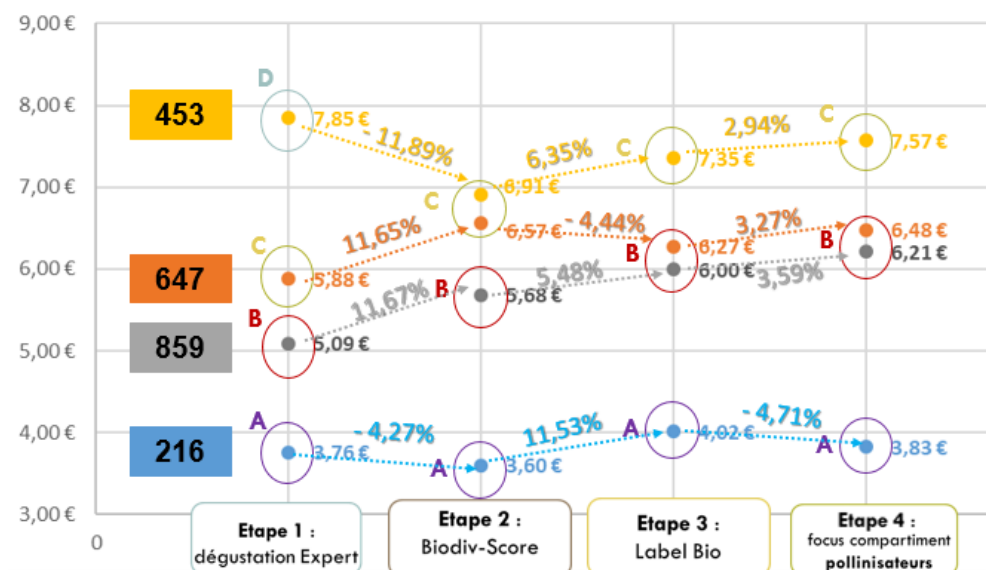 9,00 €
8,00 €
7,00 €
6,00 €
5,00 €
4,00 €
3,00 €
0
453
647
859
216
D
7,85 €
- 11,89%
C
6,91 €
6,35%
C
7,35 €
2,94%
C
7,57 €
C
5,88 €
11,65%
6,57 €
- 4,44%
B
6,27 €
3,27%
B
6,48 €
B
5,09 €
11,67%
B
5,68 €
5,48%
6,00 €
3,59%
6,21 €
A
3,76 €
- 4,27%
A
3,60 €
11,53%
A
4,02 €
- 4,71%
A
3,83 €
Etape 1 :
dégustation Expert
Etape 2 :
Biodiv-Score
Etape 3 :
Label Bio
Etape 4 :
focus compartiment
pollinisateurs